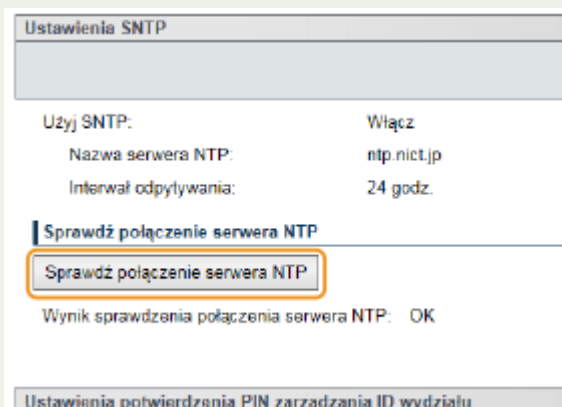 Ustawienia SNTP
Użyj SNTP: Włącz
Nazwa serwera NTP: ntp.nict.jp
Interwał odpytywania: 24 godz.
Sprawdź połączenie serwera NTP
Sprawdź połączenie serwera NTP
Wynik sprawdzenia połączenia serwera NTP: OK
Ustawienia potwierdzenia PIN zarządzania ID wydziału